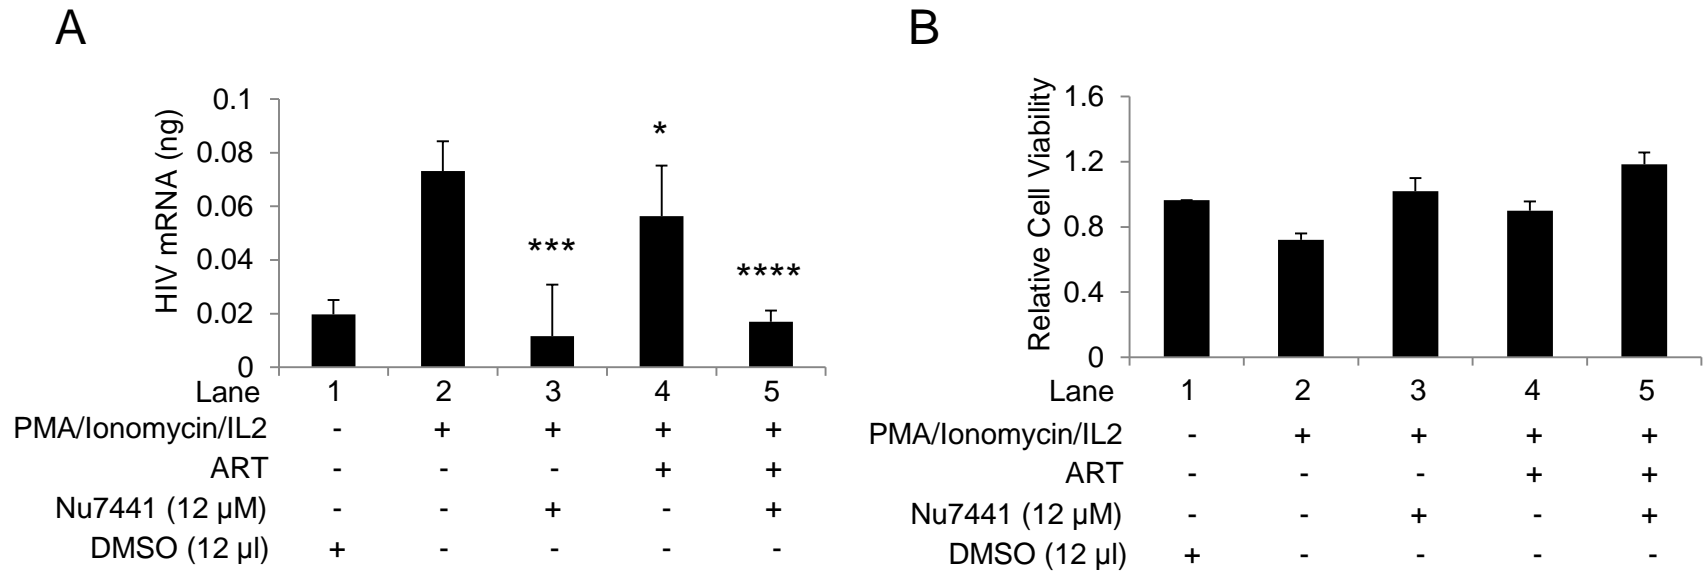 A
HIV mRNA (ng)
0.1
0.08
0.06
0.04
0.02
0
*
***
****
Lane 1 2 3 4 5
PMA/Ionomycin/IL2 - + + + +
ART - - - + +
Nu7441 (12 µM) - - + - +
DMSO (12 µl) + - - - -
B
Relative Cell Viability
1.6
1.2
0.8
0.4
0
Lane 1 2 3 4 5
PMA/Ionomycin/IL2 - + + + +
ART - - - + +
Nu7441 (12 µM) - - + - +
DMSO (12 µl) + - - - -